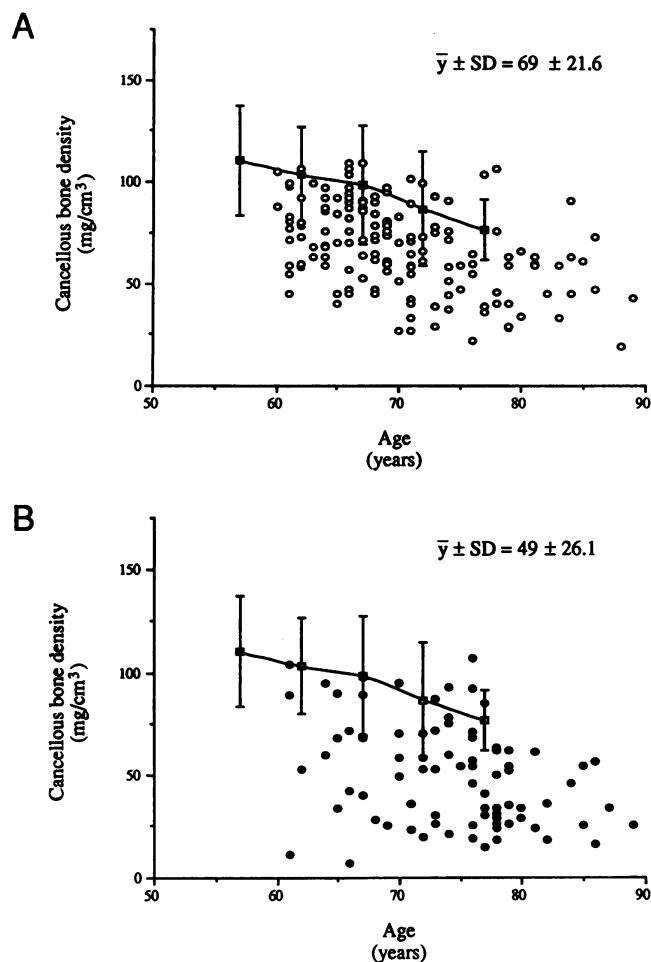 A
y̅ ± SD = 69 ± 21.6
150
100
50
0
Cancellous bone density
(mg/cm³)
50 60 70 80 90
Age
(years)
B
y̅ ± SD = 49 ± 26.1
150
100
50
0
Cancellous bone density
(mg/cm³)
50 60 70 80 90
Age
(years)